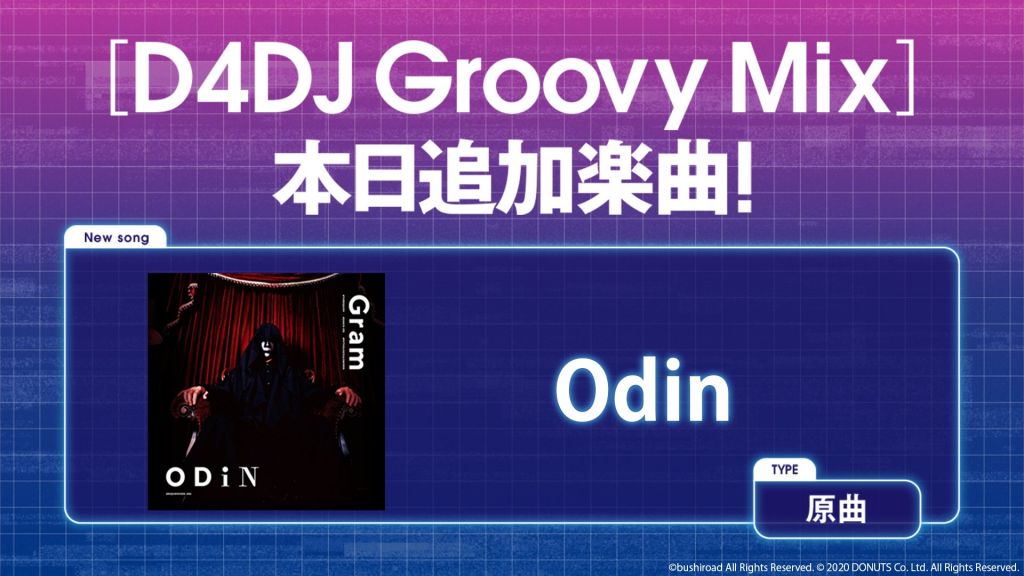 [D4DJ Groovy Mix]
本日追加楽曲!
New song
Gram
ODiN
Odin
TYPE
原曲
©bushiroad All Rights Reserved. © 2020 DONUTS Co. Ltd. All Rights Reserved.